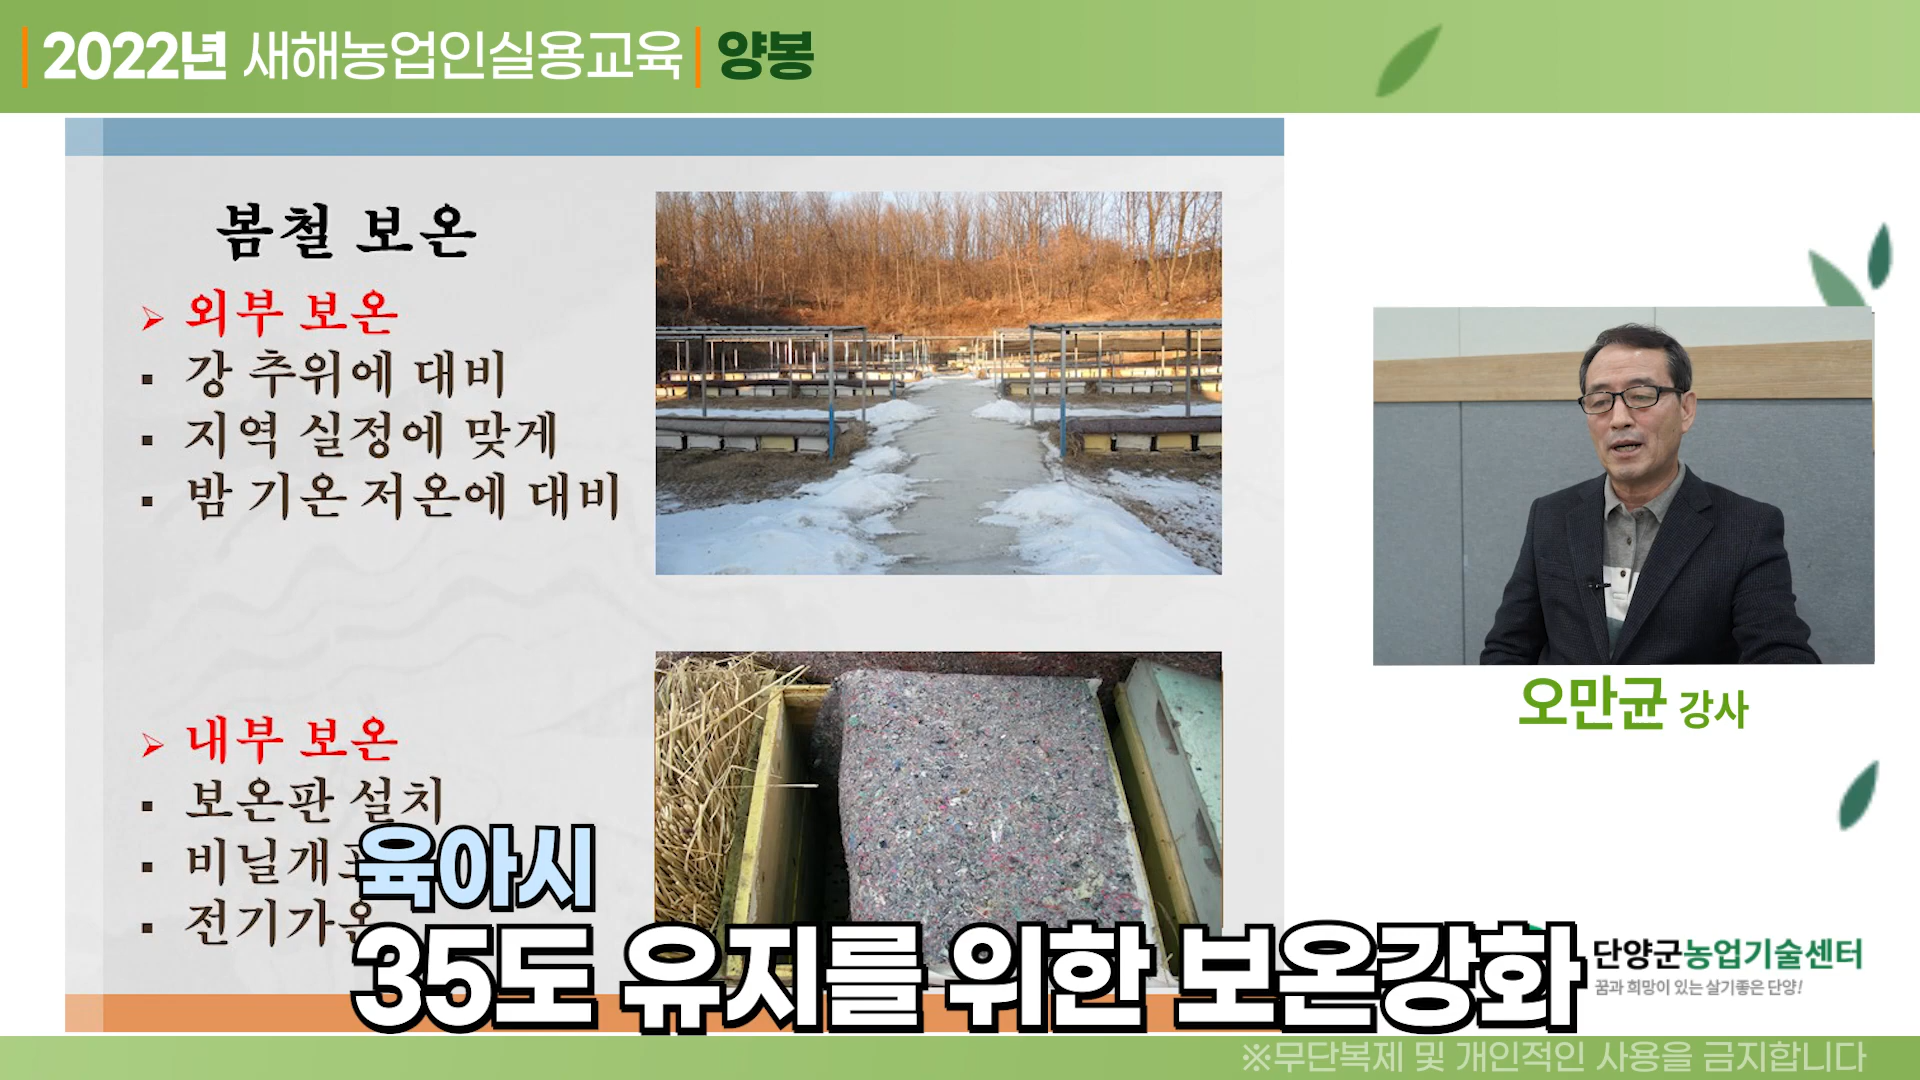 2022년 새해농업인실용교육 양봉
봄철 보온
외부 보온
강 추위에 대비
지역 실정에 맞게
밤 기온 저온에 대비
내부 보온
보온판 설치
비닐개포
전기가온
오만균 강사
육아시
35도 유지를 위한 보온강화
단양군농업기술센터
꿈과 희망이 있는 살기좋은 단양!
※무단복제 및 개인적인 사용을 금지합니다